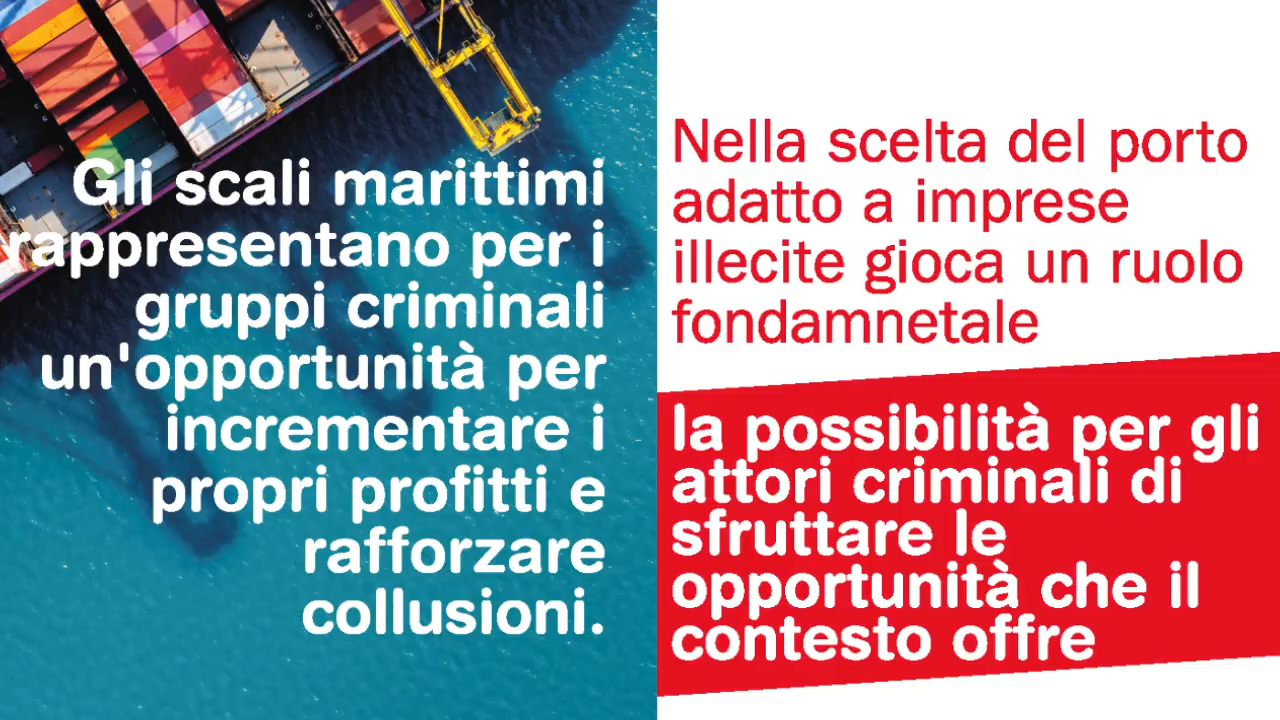 Gli scali marittimi
rappresentano per i
gruppi criminali
un'opportunità per
incrementare i
propri profitti e
rafforzare
collusioni.
Nella scelta del porto
adatto a imprese
illecite gioca un ruolo
fondamnetale
la possibilità per gli
attori criminali di
sfruttare le
opportunità che il
contesto offre